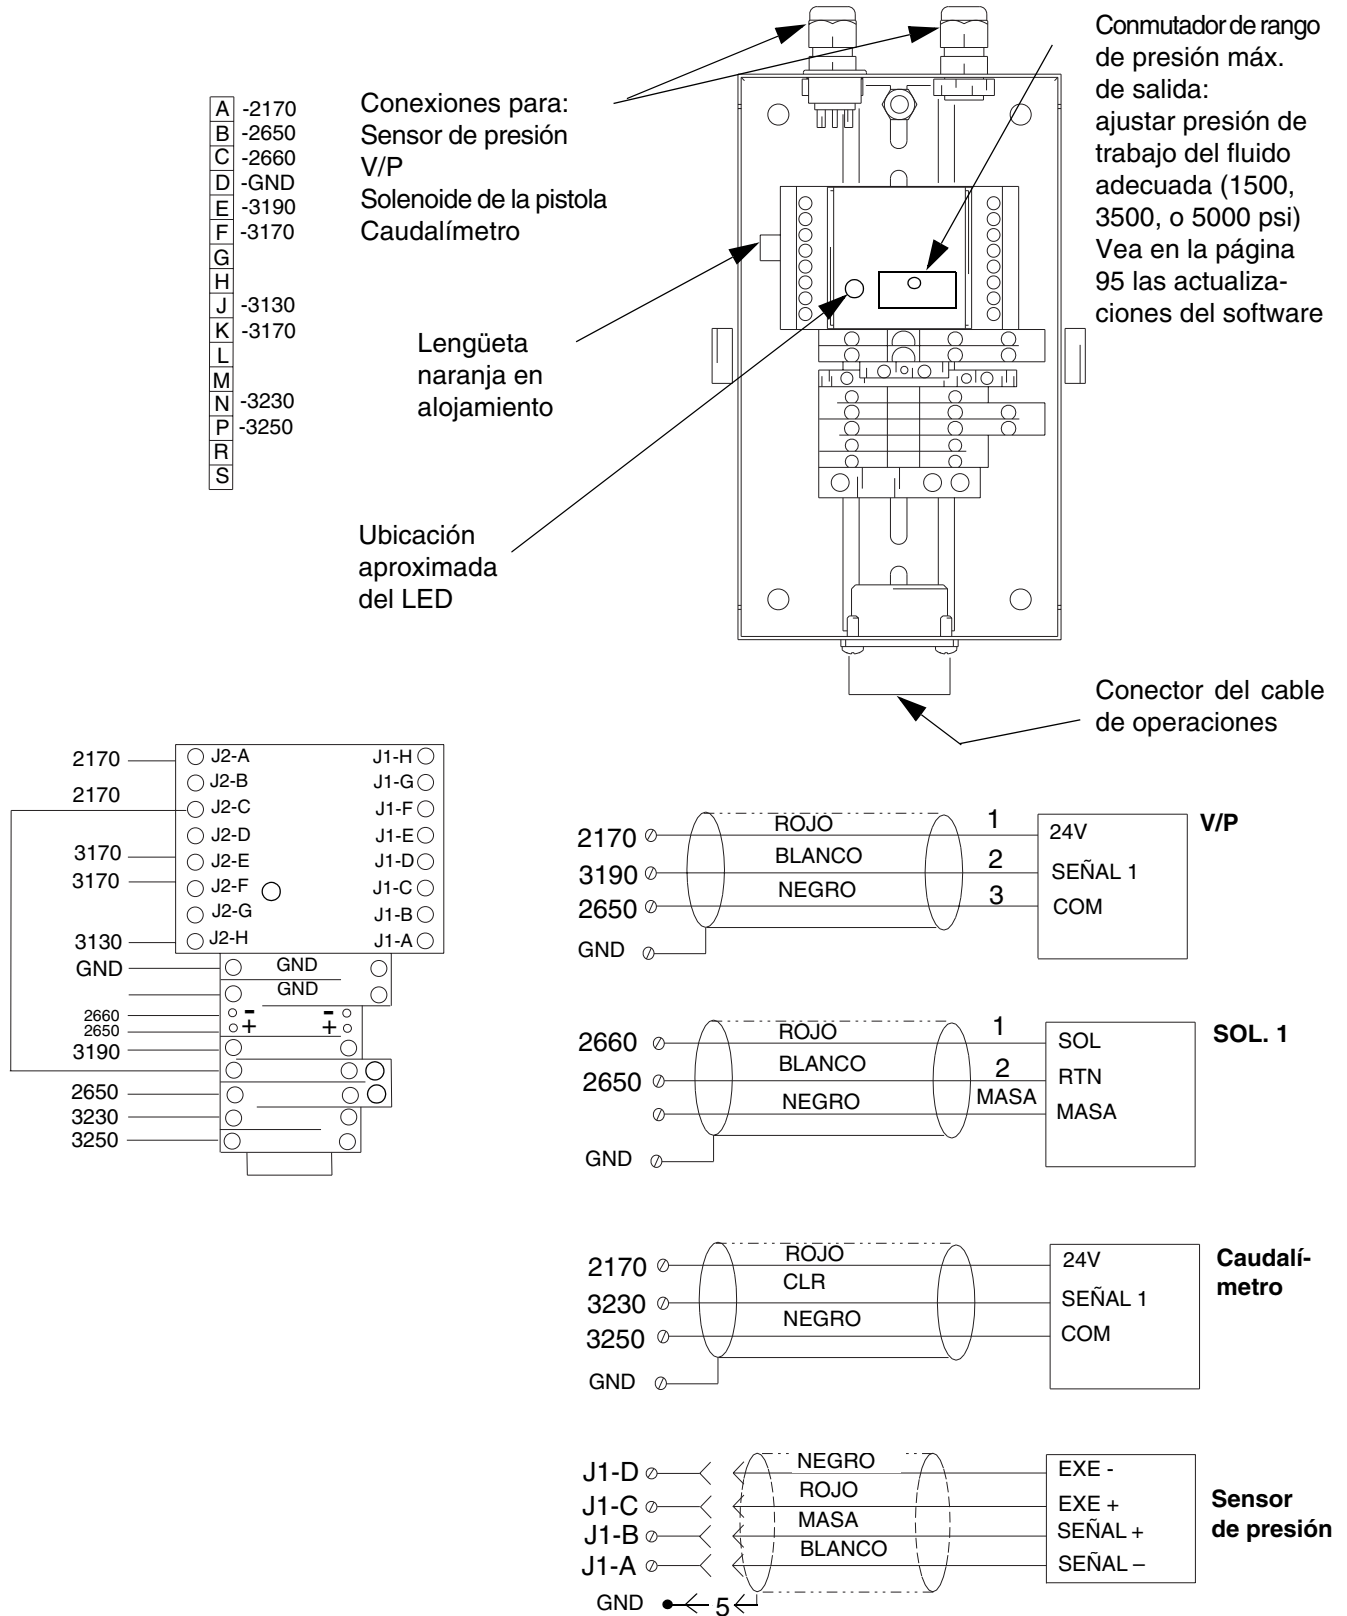 A -2170
B -2650
C -2660
D -GND
E -3190
F -3170
G
H
J -3130
K -3170
L
M
N -3230
P -3250
R
S
Conexiones para:
Sensor de presión
V/P
Solenoide de la pistola
Caudalímetro
Conmutador de rango
de presión máx.
de salida:
ajustar presión de
trabajo del fluido
adecuada (1500,
3500, o 5000 psi)
Vea en la página
95 las actualiza-
ciones del software
Lengüeta
naranja en
alojamiento
Ubicación
aproximada
del LED
Conector del cable
de operaciones
2170 J2-A J1-H
J2-B J1-G
2170 J2-C J1-F
J2-D J1-E
3170 J2-E J1-D
3170 J2-F J1-C
J2-G J1-B
3130 J2-H J1-A
GND GND
GND
2660 - -
2650 + +
3190
2650
3230
3250
V/P
2170 ROJO 1 24V
3190 BLANCO 2 SEÑAL 1
2650 NEGRO 3 COM
GND
SOL. 1
2660 ROJO 1 SOL
2650 BLANCO 2 RTN
NEGRO MASA MASA
GND
Caudalí-
metro
2170 ROJO 24V
3230 CLR SEÑAL 1
3250 NEGRO COM
GND
Sensor
de presión
J1-D NEGRO EXE -
J1-C ROJO EXE +
J1-B MASA SEÑAL +
J1-A BLANCO SEÑAL –
GND 5